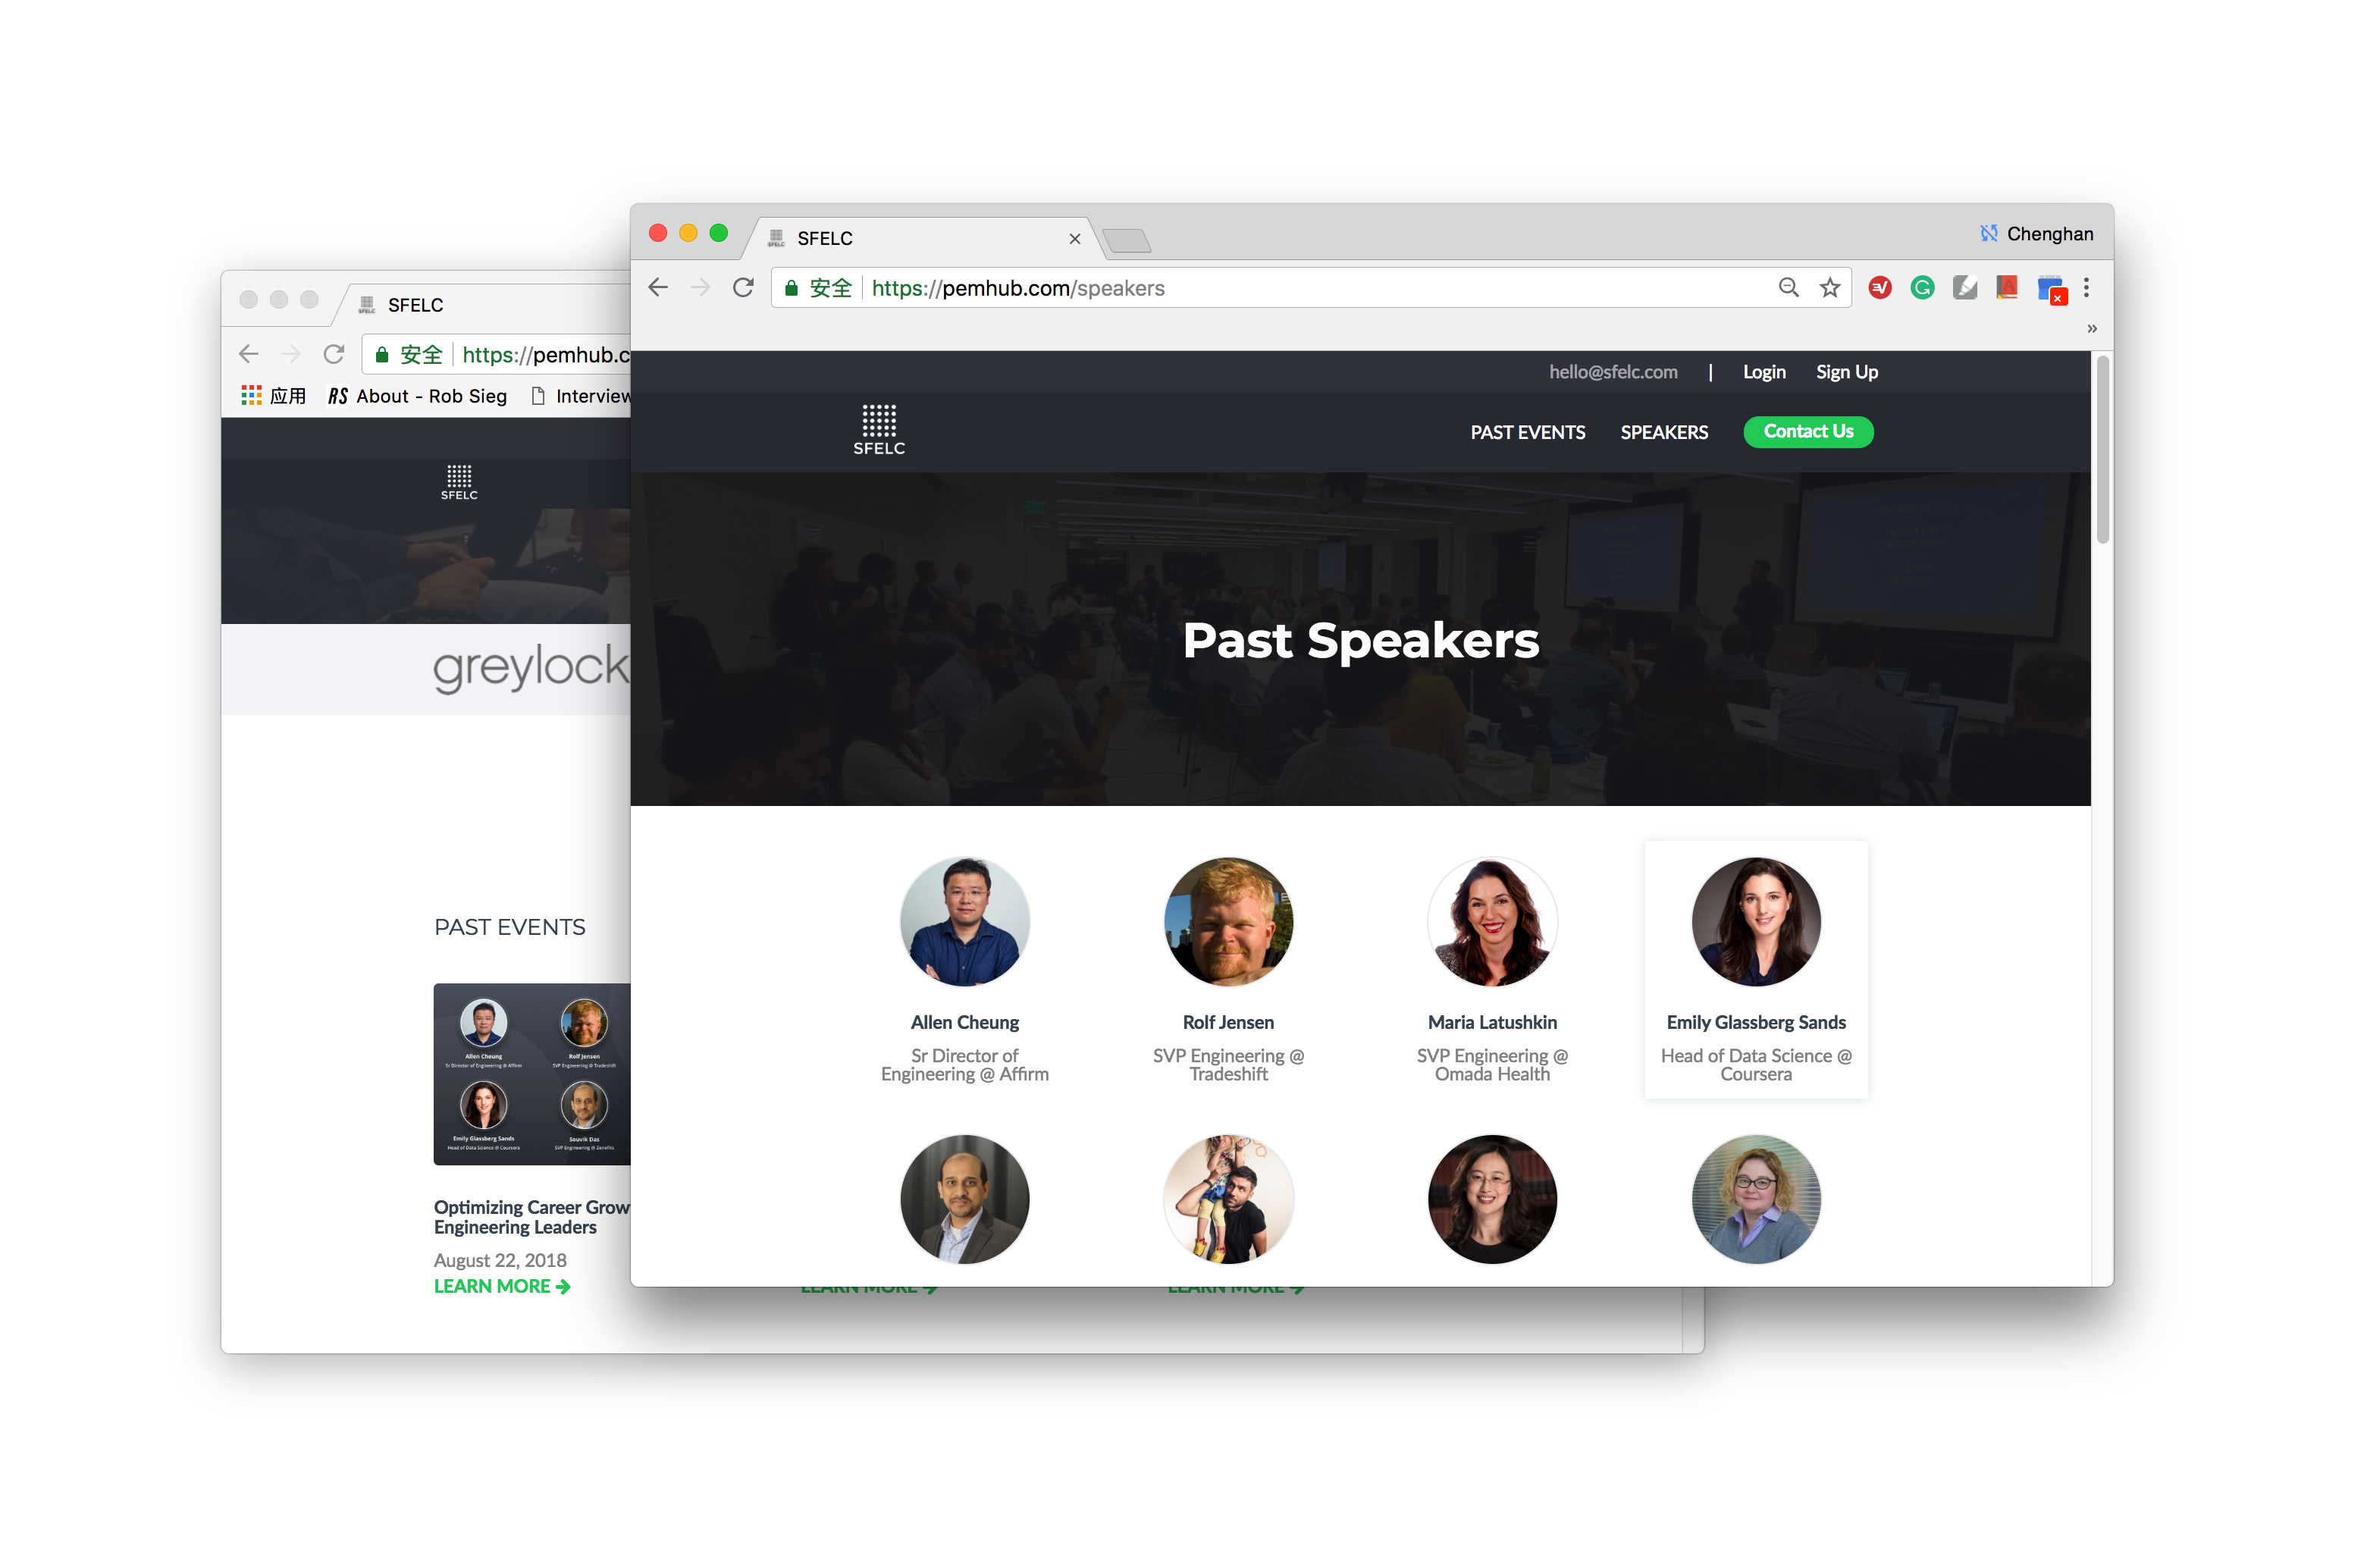 SFELC
Chenghan
安全 https://pemhub.com/speakers
hello@sfelc.com | Login Sign Up
SFELC
PAST EVENTS SPEAKERS Contact Us
Past Speakers
Allen Cheung
Sr Director of
Engineering @ Affirm
Rolf Jensen
SVP Engineering @
Tradeshift
Maria Latushkin
SVP Engineering @
Omada Health
Emily Glassberg Sands
Head of Data Science @
Coursera
SFELC
安全 https://pemhub.c
应用 RS About - Rob Sieg Interview
SFELC
greylock
PAST EVENTS
Allen Cheung
Sr Director of Engineering @ Affirm
Rolf Jensen
SVP Engineering @ Tradeshift
Emily Glassberg Sands
Head of Data Science @ Coursera
Souvik Das
SVP Engineering @ Zenefits
Optimizing Career Grow
Engineering Leaders
August 22, 2018
LEARN MORE
LEARN MORE
LEARN MORE